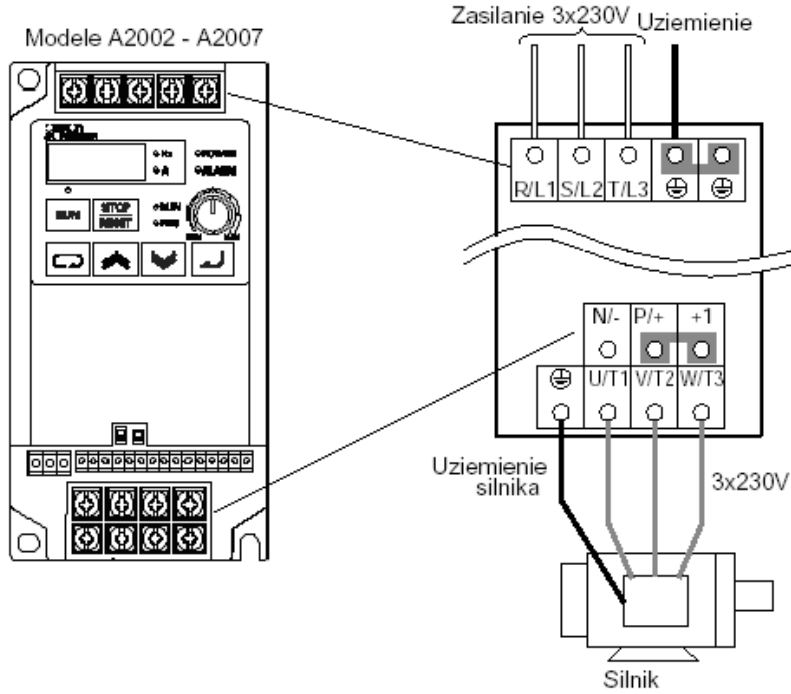 Modele A2002 - A2007
Zasilanie 3x230V
Uziemienie
R/L1 S/L2 T/L3
RUN
STOP
RESET
N/- P/+ +1
U/T1 V/T2 W/T3
Uziemienie
silnika
3x230V
Silnik